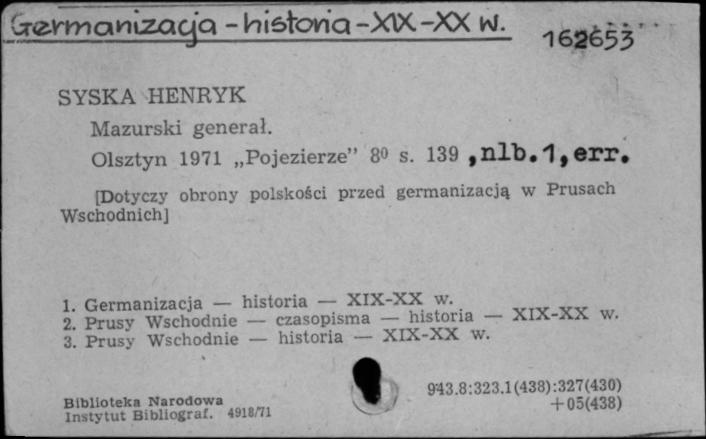 Germanizacja - historia - XIX-XX w.
162653
SYSKA HENRYK
Mazurski generał.
Olsztyn 1971 „Pojezierze” 8⁰ s. 139 ,nlb.1,err.
[Dotyczy obrony polskości przed germanizacją w Prusach
Wschodnich]
1. Germanizacja — historia — XIX-XX w.
2. Prusy Wschodnie — czasopisma — historia — XIX-XX w.
3. Prusy Wschodnie — historia — XIX-XX w.
Biblioteka Narodowa
Instytut Bibliograf. 4918/71
943.8:323.1(438):327(430)
+05(438)